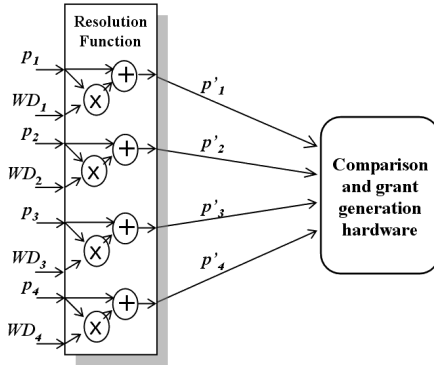 Resolution
Function
p1
WD1
p2
WD2
p3
WD3
p4
WD4
+
X
+
X
+
X
+
X
p'1
p'2
p'3
p'4
Comparison
and grant
generation
hardware